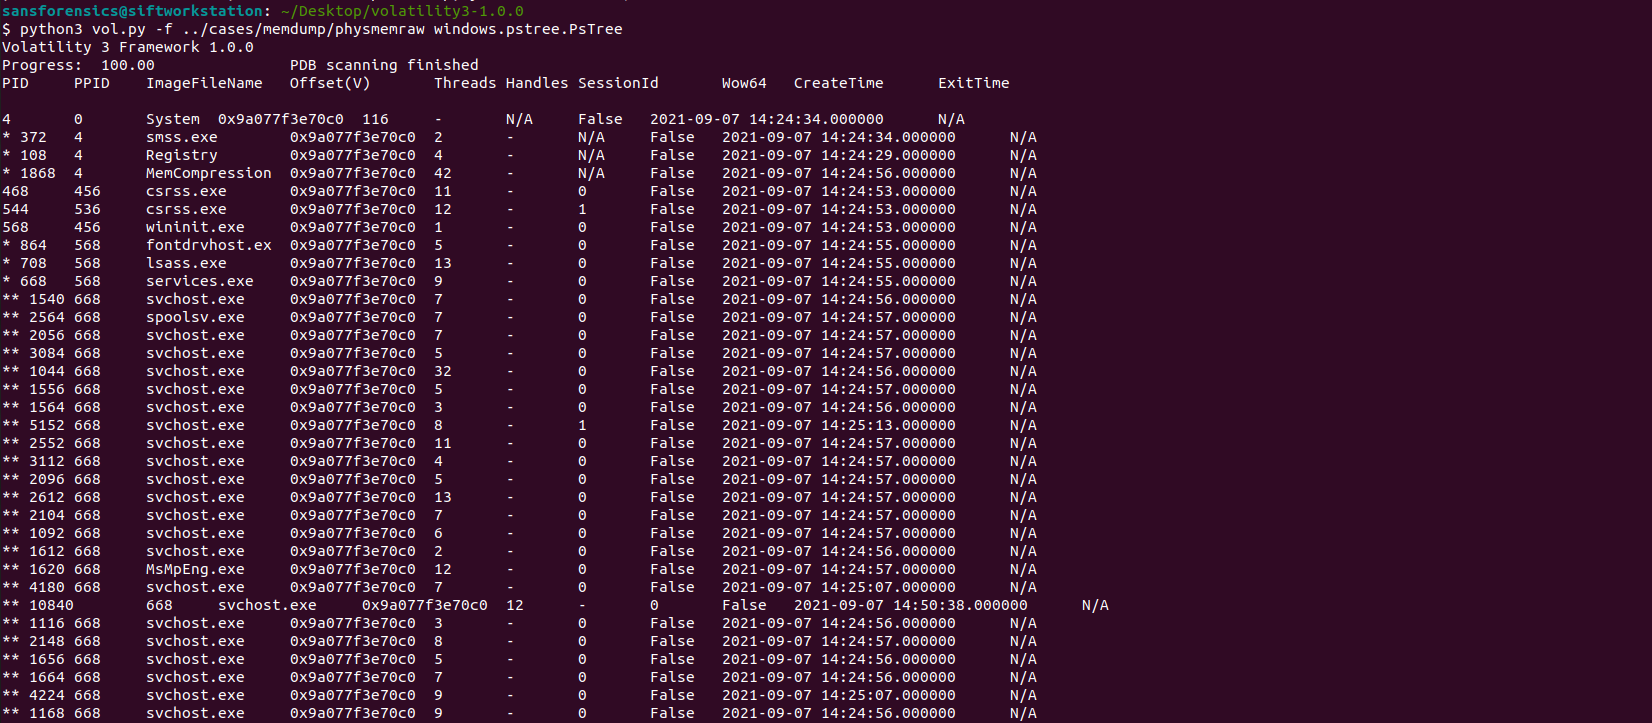 sansforensics@siftworkstation: ~/Desktop/volatility3-1.0.0
$ python3 vol.py -f ../cases/memdump/physmemraw windows.pstree.PsTree
Volatility 3 Framework 1.0.0
Progress:  100.00               PDB scanning finished
PID     PPID    ImageFileName   Offset(V)       Threads Handles SessionId       Wow64   CreateTime      ExitTime
4       0       System  0x9a077f3e70c0  116     -       N/A     False   2021-09-07 14:24:34.000000      N/A
* 372   4       smss.exe        0x9a077f3e70c0  2       -       N/A     False   2021-09-07 14:24:34.000000      N/A
* 108   4       Registry        0x9a077f3e70c0  4       -       N/A     False   2021-09-07 14:24:29.000000      N/A
* 1868  4       MemCompression  0x9a077f3e70c0  42      -       N/A     False   2021-09-07 14:24:56.000000      N/A
468     456     csrss.exe       0x9a077f3e70c0  11      -       0       False   2021-09-07 14:24:53.000000      N/A
544     536     csrss.exe       0x9a077f3e70c0  12      -       1       False   2021-09-07 14:24:53.000000      N/A
568     456     wininit.exe     0x9a077f3e70c0  1       -       0       False   2021-09-07 14:24:53.000000      N/A
* 864   568     fontdrvhost.ex  0x9a077f3e70c0  5       -       0       False   2021-09-07 14:24:55.000000      N/A
* 708   568     lsass.exe       0x9a077f3e70c0  13      -       0       False   2021-09-07 14:24:55.000000      N/A
* 668   568     services.exe    0x9a077f3e70c0  9       -       0       False   2021-09-07 14:24:55.000000      N/A
** 1540 668     svchost.exe     0x9a077f3e70c0  7       -       0       False   2021-09-07 14:24:56.000000      N/A
** 2564 668     spoolsv.exe     0x9a077f3e70c0  7       -       0       False   2021-09-07 14:24:57.000000      N/A
** 2056 668     svchost.exe     0x9a077f3e70c0  7       -       0       False   2021-09-07 14:24:57.000000      N/A
** 3084 668     svchost.exe     0x9a077f3e70c0  5       -       0       False   2021-09-07 14:24:57.000000      N/A
** 1044 668     svchost.exe     0x9a077f3e70c0  32      -       0       False   2021-09-07 14:24:56.000000      N/A
** 1556 668     svchost.exe     0x9a077f3e70c0  5       -       0       False   2021-09-07 14:24:57.000000      N/A
** 1564 668     svchost.exe     0x9a077f3e70c0  3       -       0       False   2021-09-07 14:24:56.000000      N/A
** 5152 668     svchost.exe     0x9a077f3e70c0  8       -       1       False   2021-09-07 14:25:13.000000      N/A
** 2552 668     svchost.exe     0x9a077f3e70c0  11      -       0       False   2021-09-07 14:24:57.000000      N/A
** 3112 668     svchost.exe     0x9a077f3e70c0  4       -       0       False   2021-09-07 14:24:57.000000      N/A
** 2096 668     svchost.exe     0x9a077f3e70c0  5       -       0       False   2021-09-07 14:24:57.000000      N/A
** 2612 668     svchost.exe     0x9a077f3e70c0  13      -       0       False   2021-09-07 14:24:57.000000      N/A
** 2104 668     svchost.exe     0x9a077f3e70c0  7       -       0       False   2021-09-07 14:24:57.000000      N/A
** 1092 668     svchost.exe     0x9a077f3e70c0  6       -       0       False   2021-09-07 14:24:57.000000      N/A
** 1612 668     svchost.exe     0x9a077f3e70c0  2       -       0       False   2021-09-07 14:24:56.000000      N/A
** 1620 668     MsMpEng.exe     0x9a077f3e70c0  12      -       0       False   2021-09-07 14:24:57.000000      N/A
** 4180 668     svchost.exe     0x9a077f3e70c0  7       -       0       False   2021-09-07 14:25:07.000000      N/A
** 10840        668     svchost.exe     0x9a077f3e70c0  12      -       0       False   2021-09-07 14:50:38.000000      N/A
** 1116 668     svchost.exe     0x9a077f3e70c0  3       -       0       False   2021-09-07 14:24:56.000000      N/A
** 2148 668     svchost.exe     0x9a077f3e70c0  8       -       0       False   2021-09-07 14:24:57.000000      N/A
** 1656 668     svchost.exe     0x9a077f3e70c0  5       -       0       False   2021-09-07 14:24:56.000000      N/A
** 1664 668     svchost.exe     0x9a077f3e70c0  7       -       0       False   2021-09-07 14:24:56.000000      N/A
** 4224 668     svchost.exe     0x9a077f3e70c0  9       -       0       False   2021-09-07 14:25:07.000000      N/A
** 1168 668     svchost.exe     0x9a077f3e70c0  9       -       0       False   2021-09-07 14:24:56.000000      N/A